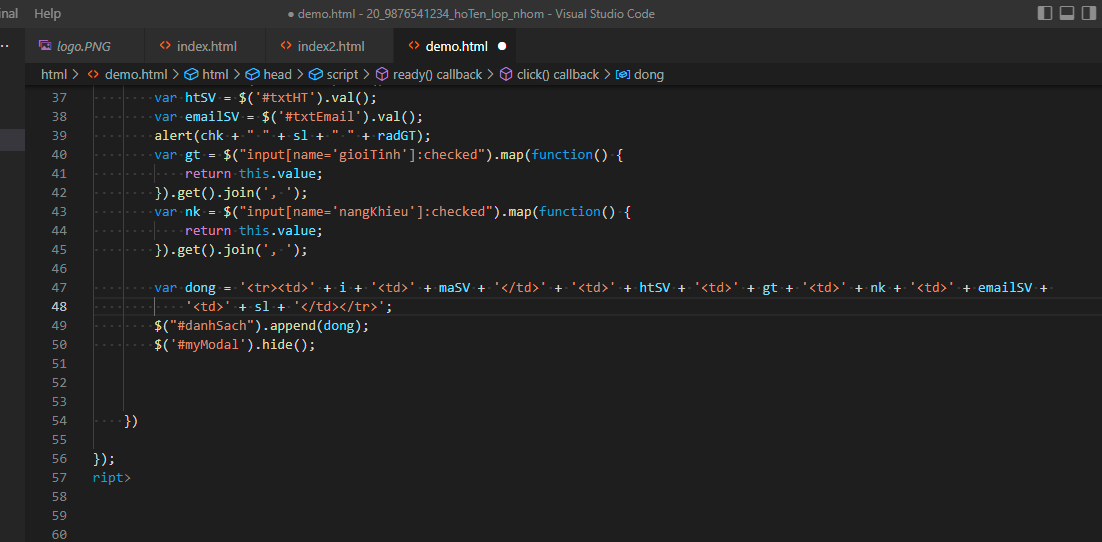 nal Help ● demo.html - 20_9876541234_hoTen_lop_nhom - Visual Studio Code
logo.PNG <> index.html <> index2.html <> demo.html ●
html > <> demo.html > html > head > script > ready() callback > click() callback > dong
37 var htSV = $('#txtHT').val();
38 var emailSV = $('#txtEmail').val();
39 alert(chk + " " + sl + " " + radGT);
40 var gt = $("input[name='gioiTinh']:checked").map(function() {
41 return this.value;
42 }).get().join(', ');
43 var nk = $("input[name='nangKhieu']:checked").map(function() {
44 return this.value;
45 }).get().join(', ');
46
47 var dong = '<tr><td>' + i + '<td>' + maSV + '</td>' + '<td>' + htSV + '<td>' + gt + '<td>' + nk + '<td>' + emailSV +
48 '<td>' + sl + '</td></tr>';
49 $("#danhSach").append(dong);
50 $('#myModal').hide();
51
52
53
54 })
55
56 });
57 ript>
58
59
60